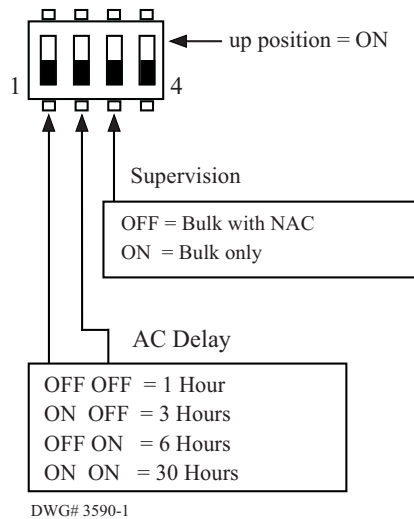 up position = ON
1 4
Supervision
OFF = Bulk with NAC
ON = Bulk only
AC Delay
OFF OFF = 1 Hour
ON OFF = 3 Hours
OFF ON = 6 Hours
ON ON = 30 Hours
DWG# 3590-1